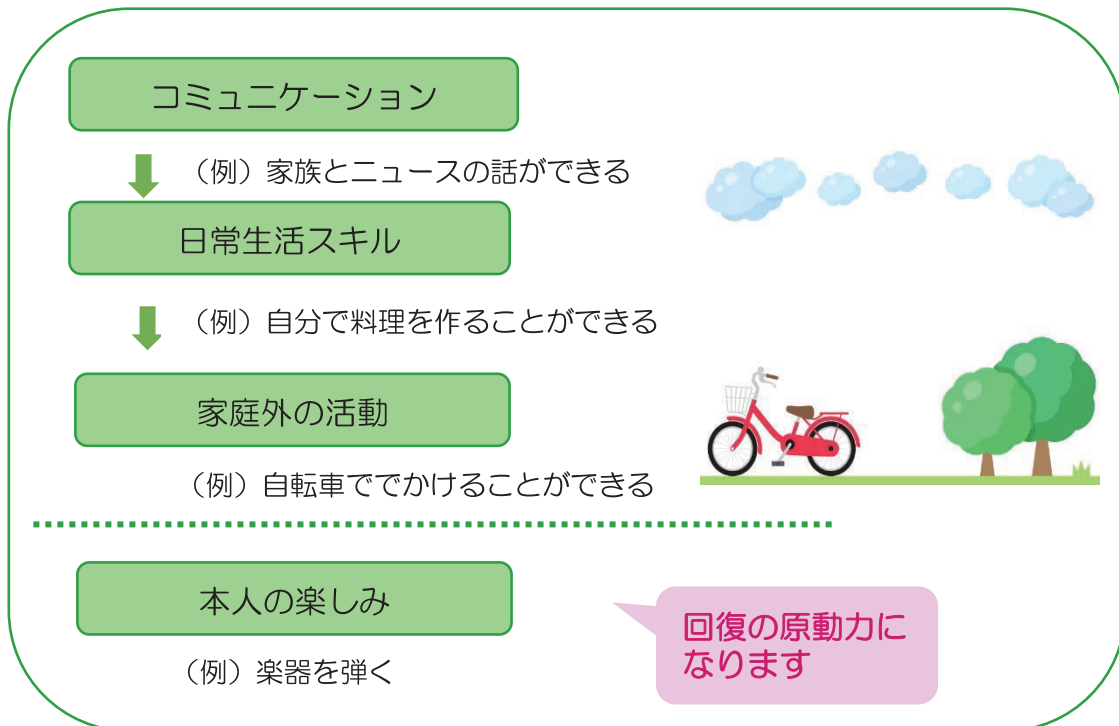 コミュニケーション
（例）家族とニュースの話ができる
日常生活スキル
（例）自分で料理を作ることができる
家庭外の活動
（例）自転車ででかけることができる
本人の楽しみ
回復の原動力に
なります
（例）楽器を弾く